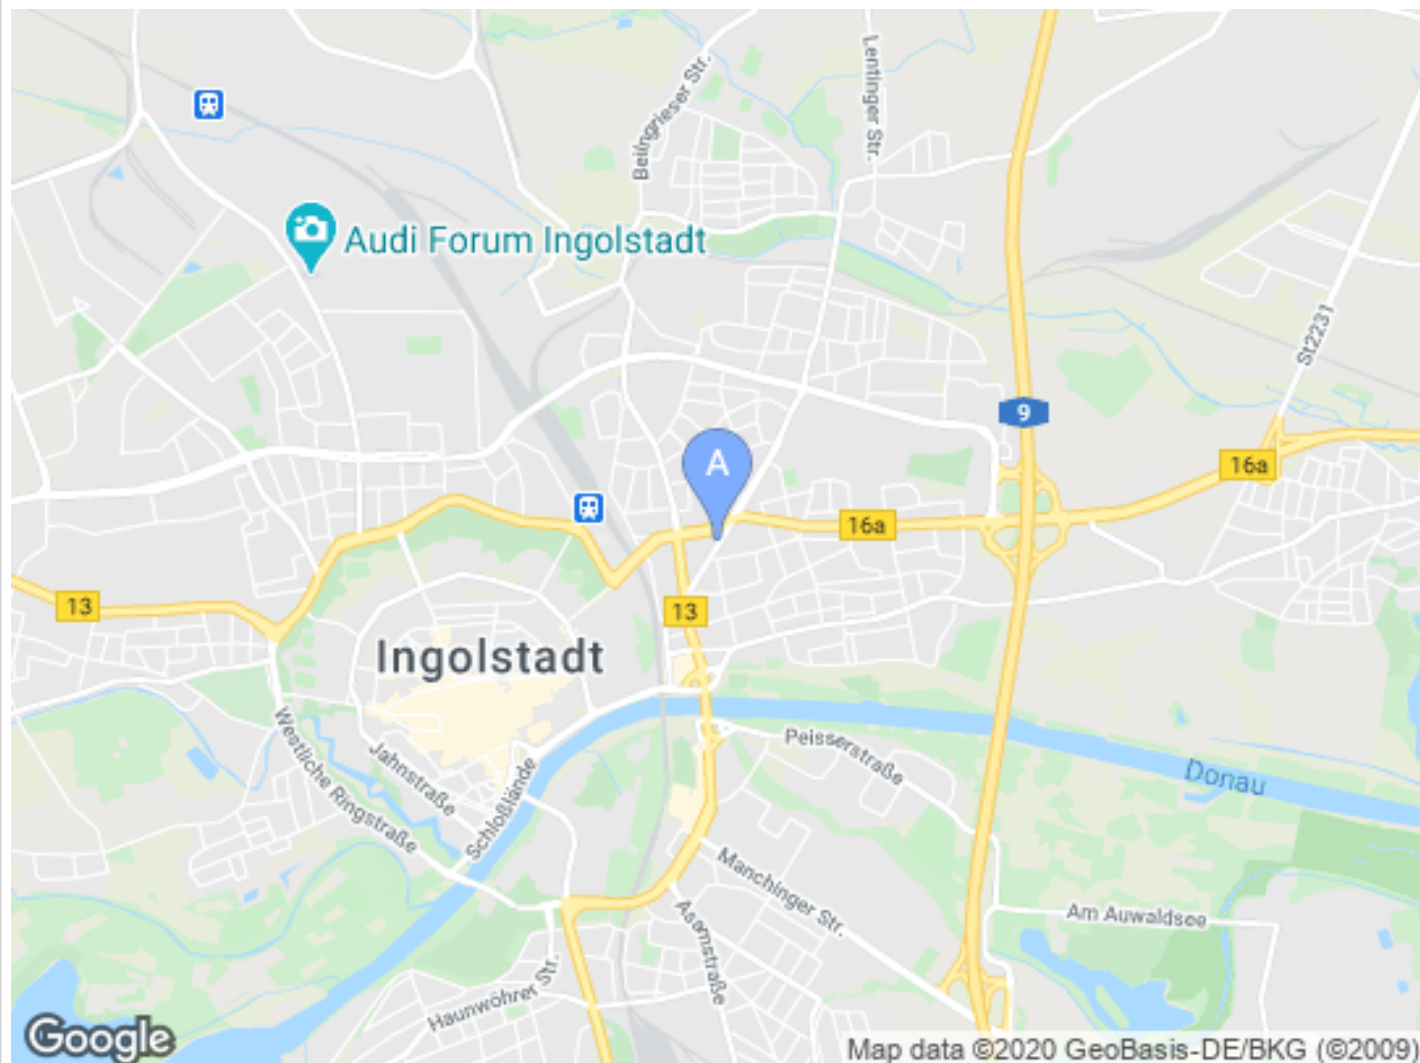 Lentinger Str.
Beilngrieser Str.
Audi Forum Ingolstadt
St2231
9
A
16a
16a
13
13
Ingolstadt
Peisserstraße
Donau
Westliche Ringstraße
Jahnstraße
Schloßlände
Manchinger Str.
Am Auwaldsee
Asamstraße
Haunwöhrer Str.
Google
Map data ©2020 GeoBasis-DE/BKG (©2009)